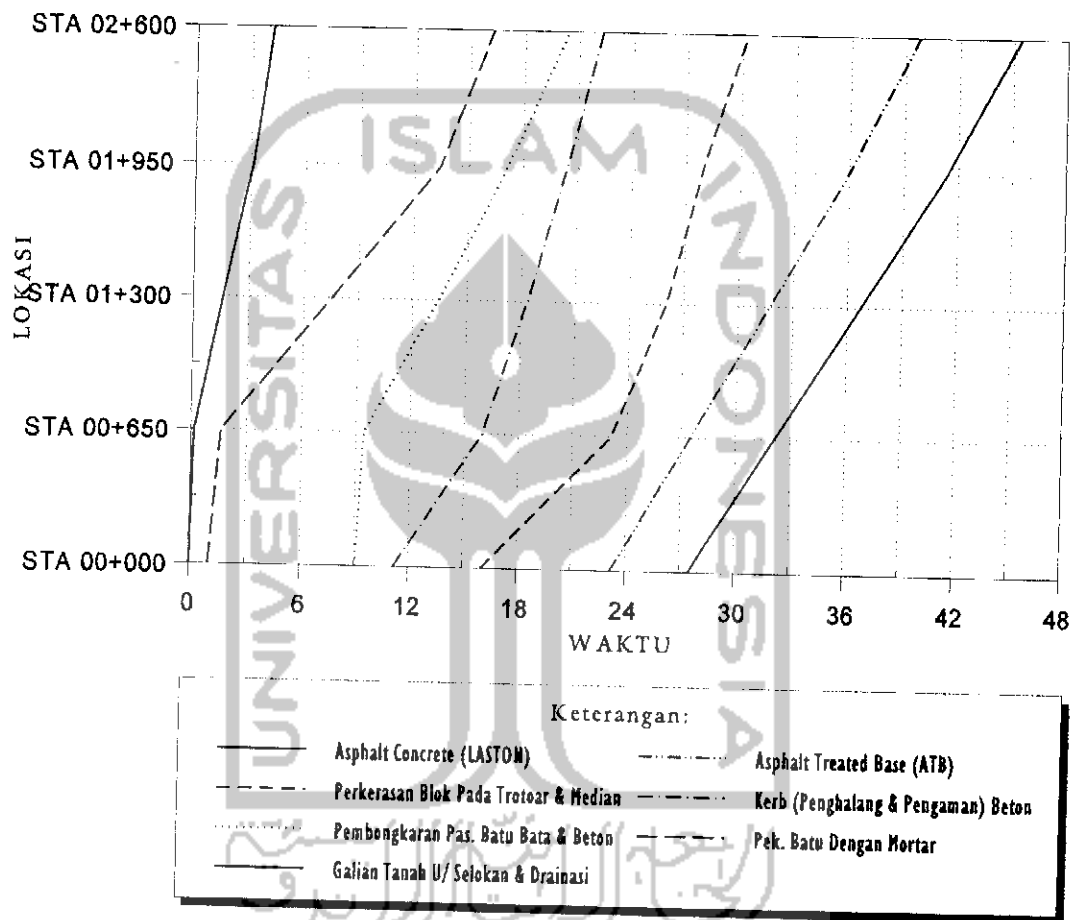 STA 02+600
STA 01+950
STA 01+300
STA 00+650
STA 00+000
LOKASI
0 6 12 18 24 30 36 42 48
WAKTU
UNIVERSITAS
ISLAM
INDONESIA
Keterangan:
Asphalt Concrete (LASTON)
Asphalt Treated Base (ATB)
Perkerasan Blok Pada Trotoar & Median
Kerb (Penghalang & Pengaman) Beton
Pembongkaran Pas. Batu Bata & Beton
Pek. Batu Dengan Mortar
Galian Tanah U/ Selokan & Drainasi